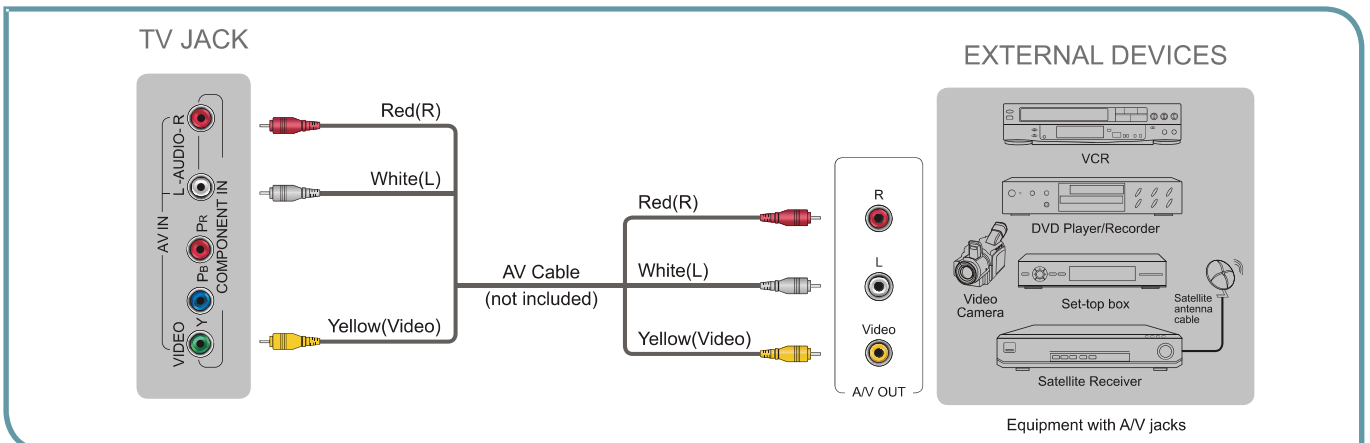 TV JACK
EXTERNAL DEVICES
AV IN
L -AUDIO- R
COMPONENT IN
PB PR
VIDEO Y
Red(R)
White(L)
Yellow(Video)
AV Cable
(not included)
Red(R)
White(L)
Yellow(Video)
R
L
Video
A/V OUT
VCR
DVD Player/Recorder
Video
Camera
Set-top box
Satellite
antenna
cable
Satellite Receiver
Equipment with A/V jacks